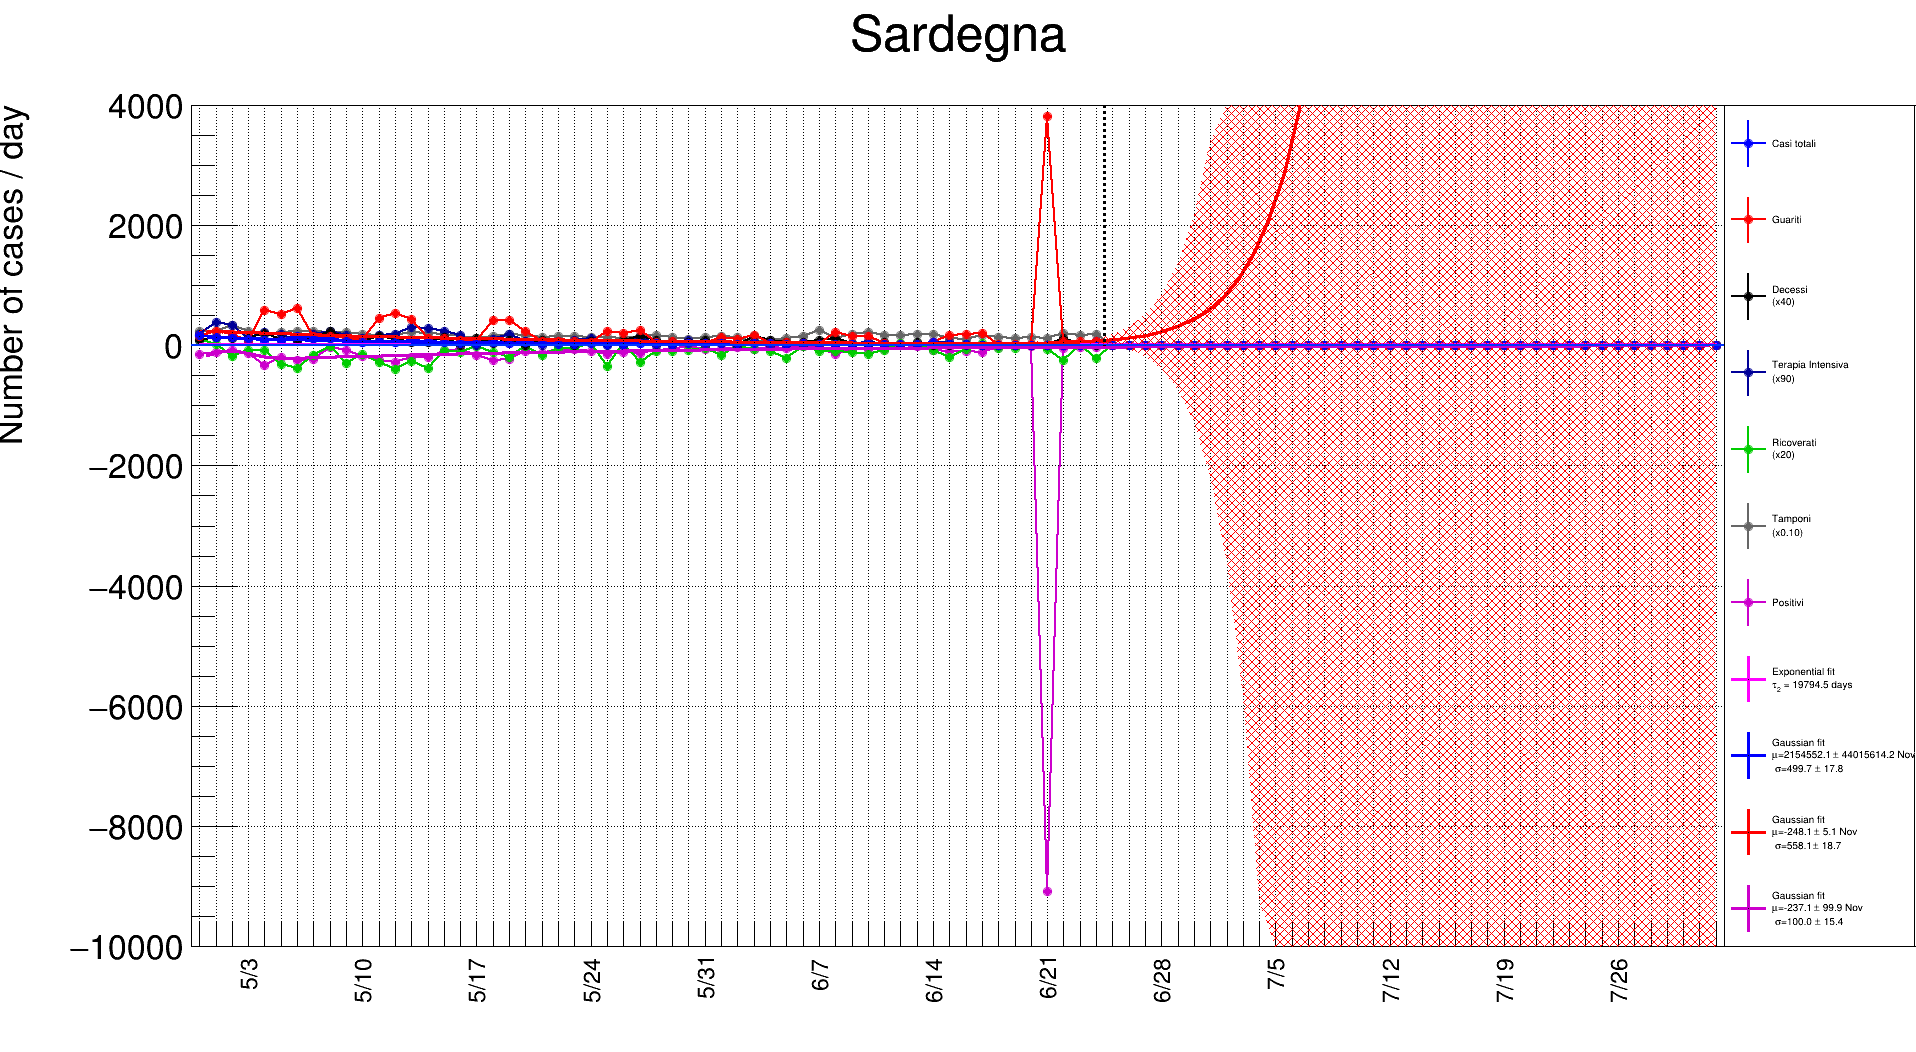 Sardegna
Number of cases / day
4000
2000
0
−2000
−4000
−6000
−8000
−10000
5/3
5/10
5/17
5/24
5/31
6/7
6/14
6/21
6/28
7/5
7/12
7/19
7/26
Casi totali
Guariti
Decessi
(x40)
Terapia Intensiva
(x90)
Ricoverati
(x20)
Tamponi
(x0.10)
Positivi
Exponential fit
τ2 = 19794.5 days
Gaussian fit
μ=2154552.1 ± 44015614.2 Nov
σ=499.7 ± 17.8
Gaussian fit
μ=-248.1 ± 5.1 Nov
σ=558.1 ± 18.7
Gaussian fit
μ=-237.1 ± 99.9 Nov
σ=100.0 ± 15.4